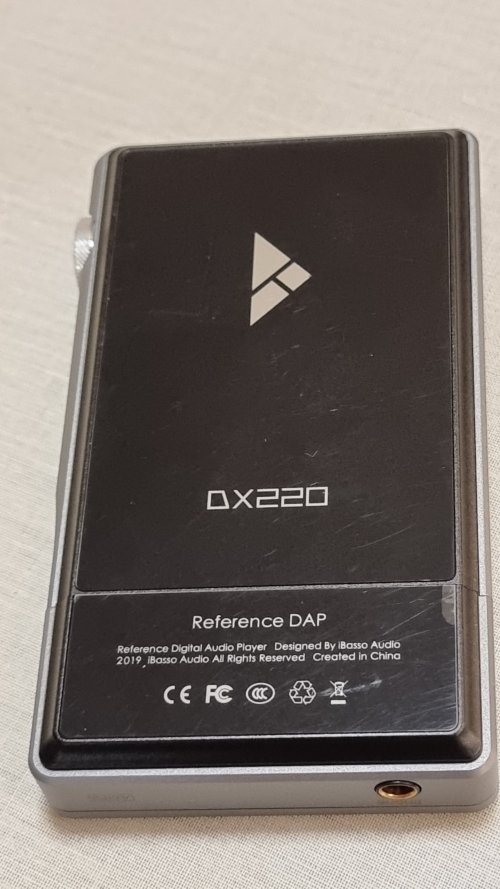 DX220
Reference DAP
Reference Digital Audio Player Designed By iBasso Audio
2019 iBasso Audio All Rights Reserved Created in China
CE FC CCC